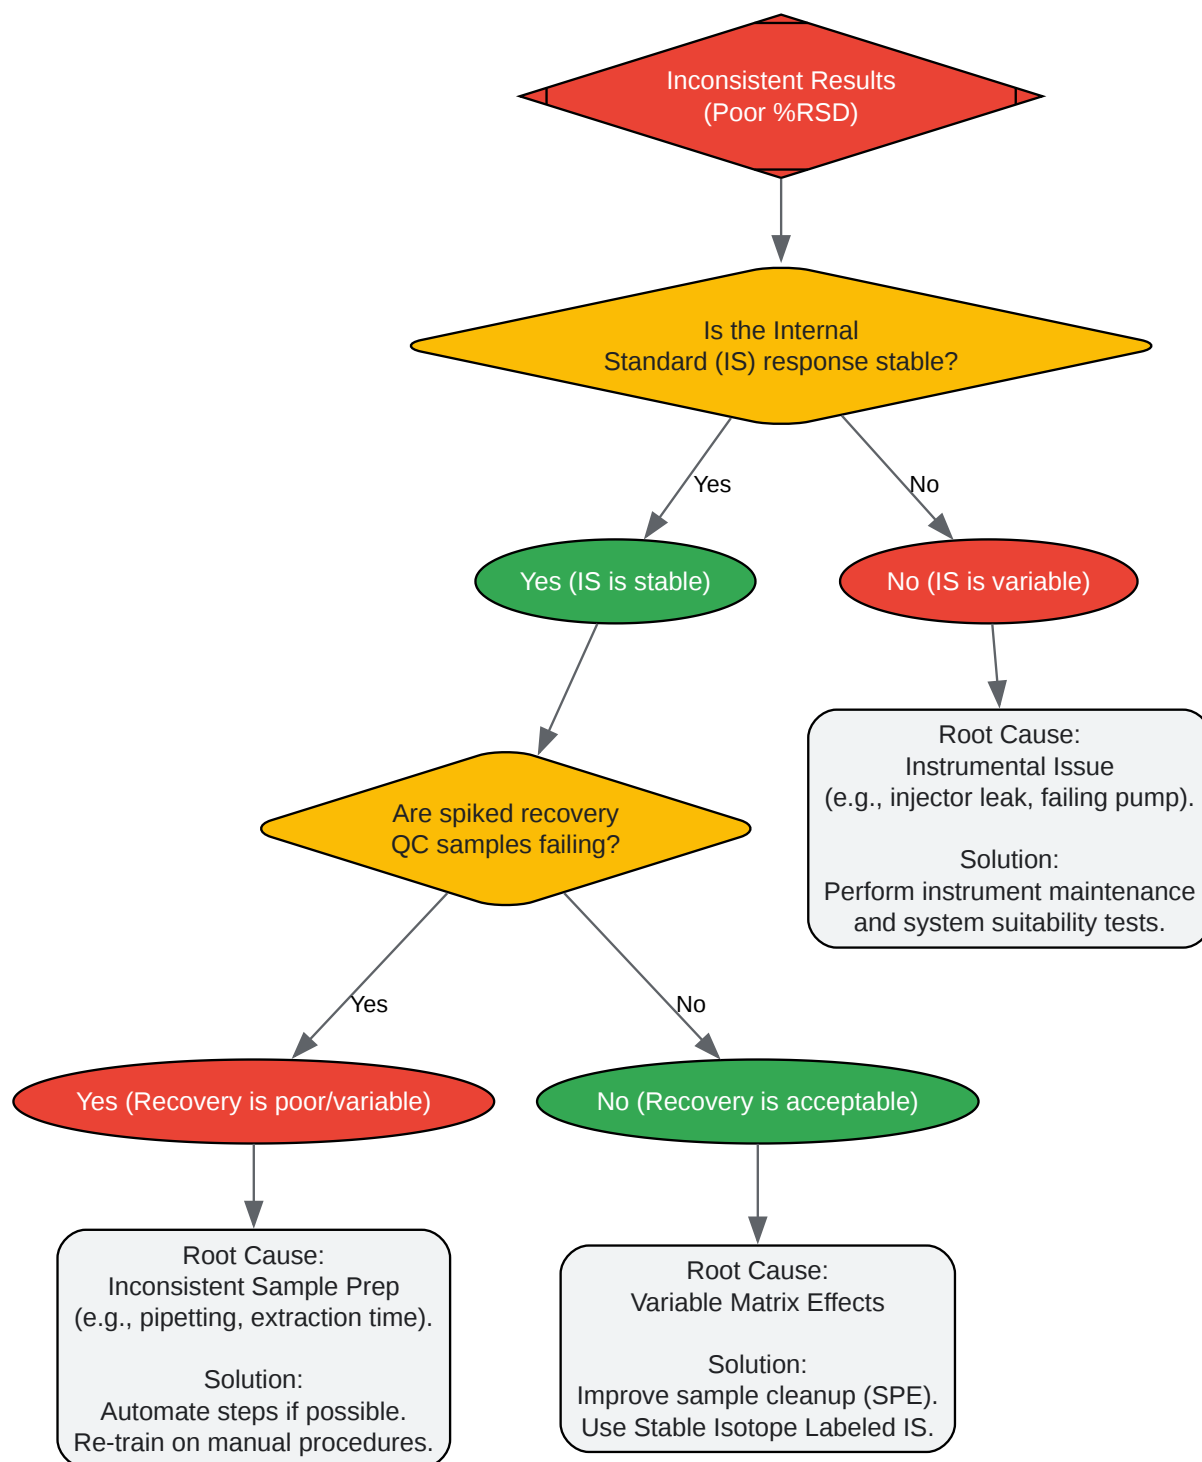 Inconsistent Results
(Poor %RSD)
Is the Internal
Standard (IS) response stable?
Yes
No
Yes (IS is stable)
No (IS is variable)
Root Cause:
Instrumental Issue
(e.g., injector leak, failing pump).
Solution:
Perform instrument maintenance
and system suitability tests.
Are spiked recovery
QC samples failing?
Yes
No
Yes (Recovery is poor/variable)
No (Recovery is acceptable)
Root Cause:
Inconsistent Sample Prep
(e.g., pipetting, extraction time).
Solution:
Automate steps if possible.
Re-train on manual procedures.
Root Cause:
Variable Matrix Effects
Solution:
Improve sample cleanup (SPE).
Use Stable Isotope Labeled IS.